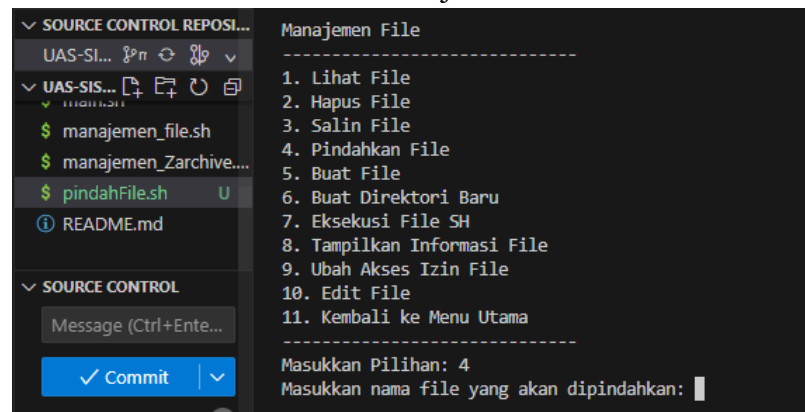 SOURCE CONTROL REPOSI...
UAS-SI...
UAS-SIS...
main.sh
$ manajemen_file.sh
$ manajemen_Zarchive....
$ pindahFile.sh U
README.md
SOURCE CONTROL
Message (Ctrl+Ente...
Commit
Manajemen File
------------------------------
1. Lihat File
2. Hapus File
3. Salin File
4. Pindahkan File
5. Buat File
6. Buat Direktori Baru
7. Eksekusi File SH
8. Tampilkan Informasi File
9. Ubah Akses Izin File
10. Edit File
11. Kembali ke Menu Utama
------------------------------
Masukkan Pilihan: 4
Masukkan nama file yang akan dipindahkan: